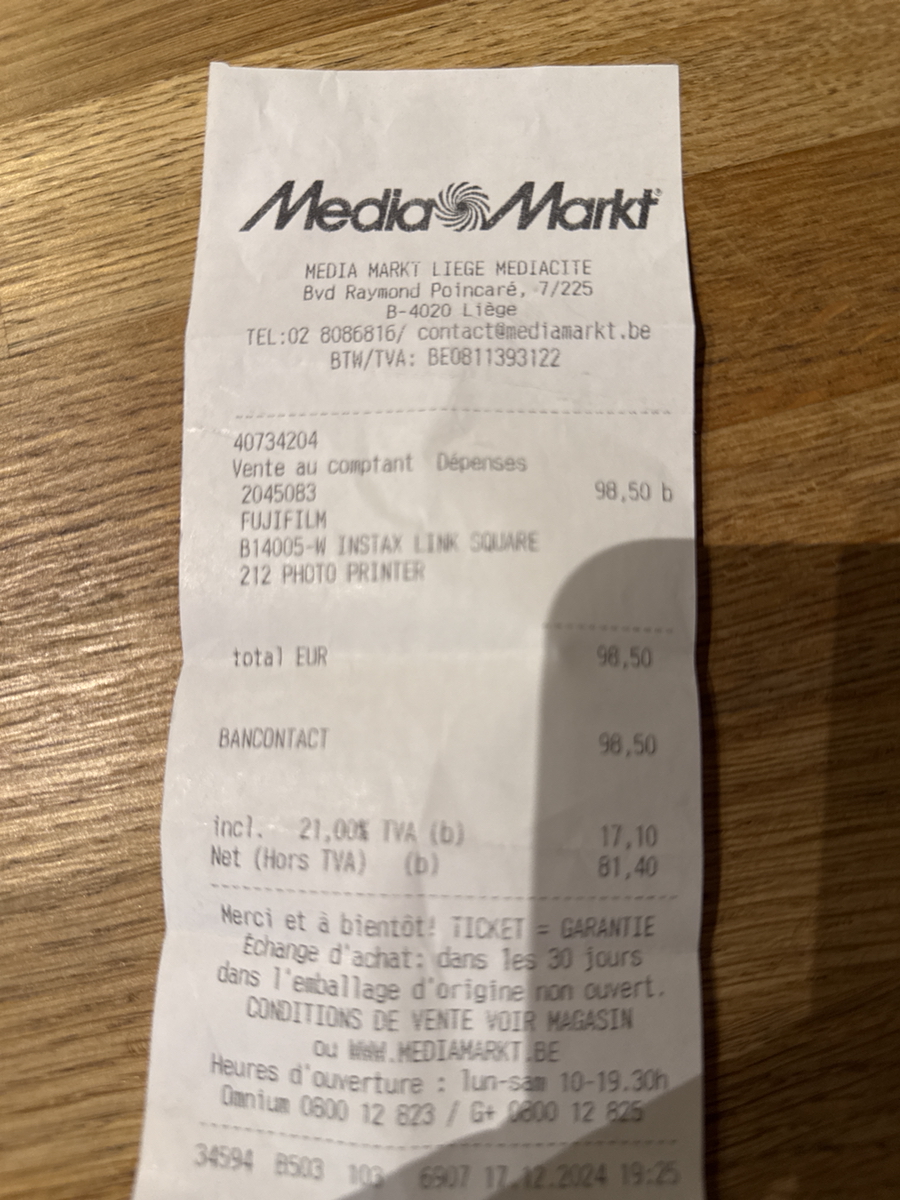 Media Markt®
MEDIA MARKT LIEGE MEDIACITE
Bvd Raymond Poincaré, 7/225
B-4020 Liège
TEL:02 8086816/ contact@mediamarkt.be
BTW/TVA: BE0811393122
40734204
Vente au comptant Dépenses
2045083 98,50 b
FUJIFILM
B14005-W INSTAX LINK SQUARE
212 PHOTO PRINTER
total EUR 98,50
BANCONTACT 98,50
incl. 21,00% TVA (b) 17,10
Net (Hors TVA) (b) 81,40
Merci et à bientôt! TICKET = GARANTIE
Échange d'achat: dans les 30 jours
dans l'emballage d'origine non ouvert.
CONDITIONS DE VENTE VOIR MAGASIN
ou WWW.MEDIAMARKT.BE
Heures d'ouverture : lun-sam 10-19.30h
Omnium 0800 12 823 / G+ 0800 12 825
34594 B503 103 6907 17.12.2024 19:25